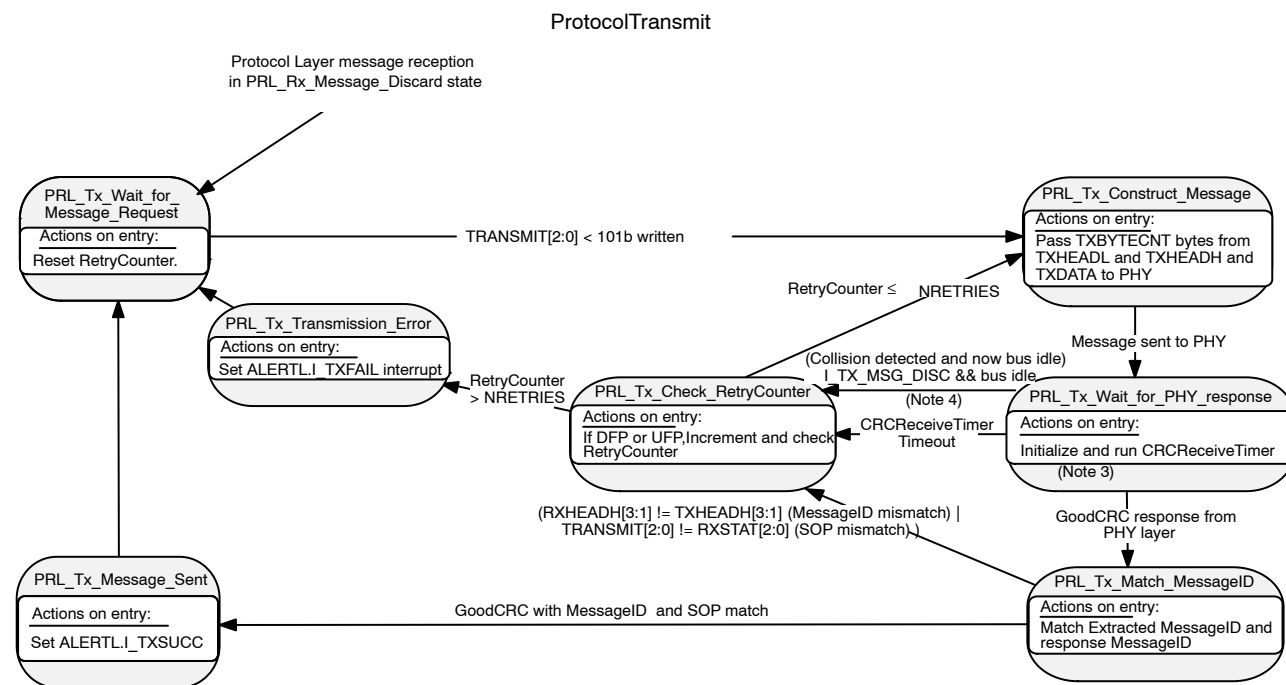 ProtocolTransmit
Protocol Layer message reception
in PRL_Rx_Message_Discard state
PRL_Tx_Wait_for_
Message_Request
Actions on entry:
Reset RetryCounter.
TRANSMIT[2:0] < 101b written
PRL_Tx_Construct_Message
Actions on entry:
Pass TXBYTECNT bytes from
TXHEADL and TXHEADH and
TXDATA to PHY
RetryCounter ≤ NRETRIES
PRL_Tx_Transmission_Error
Actions on entry:
Set ALERTL.I_TXFAIL interrupt
RetryCounter
> NRETRIES
Message sent to PHY
(Collision detected and now bus idle)
I_TX_MSG_DISC && bus idle
(Note 4)
PRL_Tx_Check_RetryCounter
Actions on entry:
If DFP or UFP,Increment and check
RetryCounter
CRCReceiveTimer
Timeout
PRL_Tx_Wait_for_PHY_response
Actions on entry:
Initialize and run CRCReceiveTimer
(Note 3)
(RXHEADH[3:1] != TXHEADH[3:1] (MessageID mismatch) |
TRANSMIT[2:0] != RXSTAT[2:0] (SOP mismatch) )
GoodCRC response from
PHY layer
PRL_Tx_Message_Sent
Actions on entry:
Set ALERTL.I_TXSUCC
GoodCRC with MessageID and SOP match
PRL_Tx_Match_MessageID
Actions on entry:
Match Extracted MessageID and
response MessageID